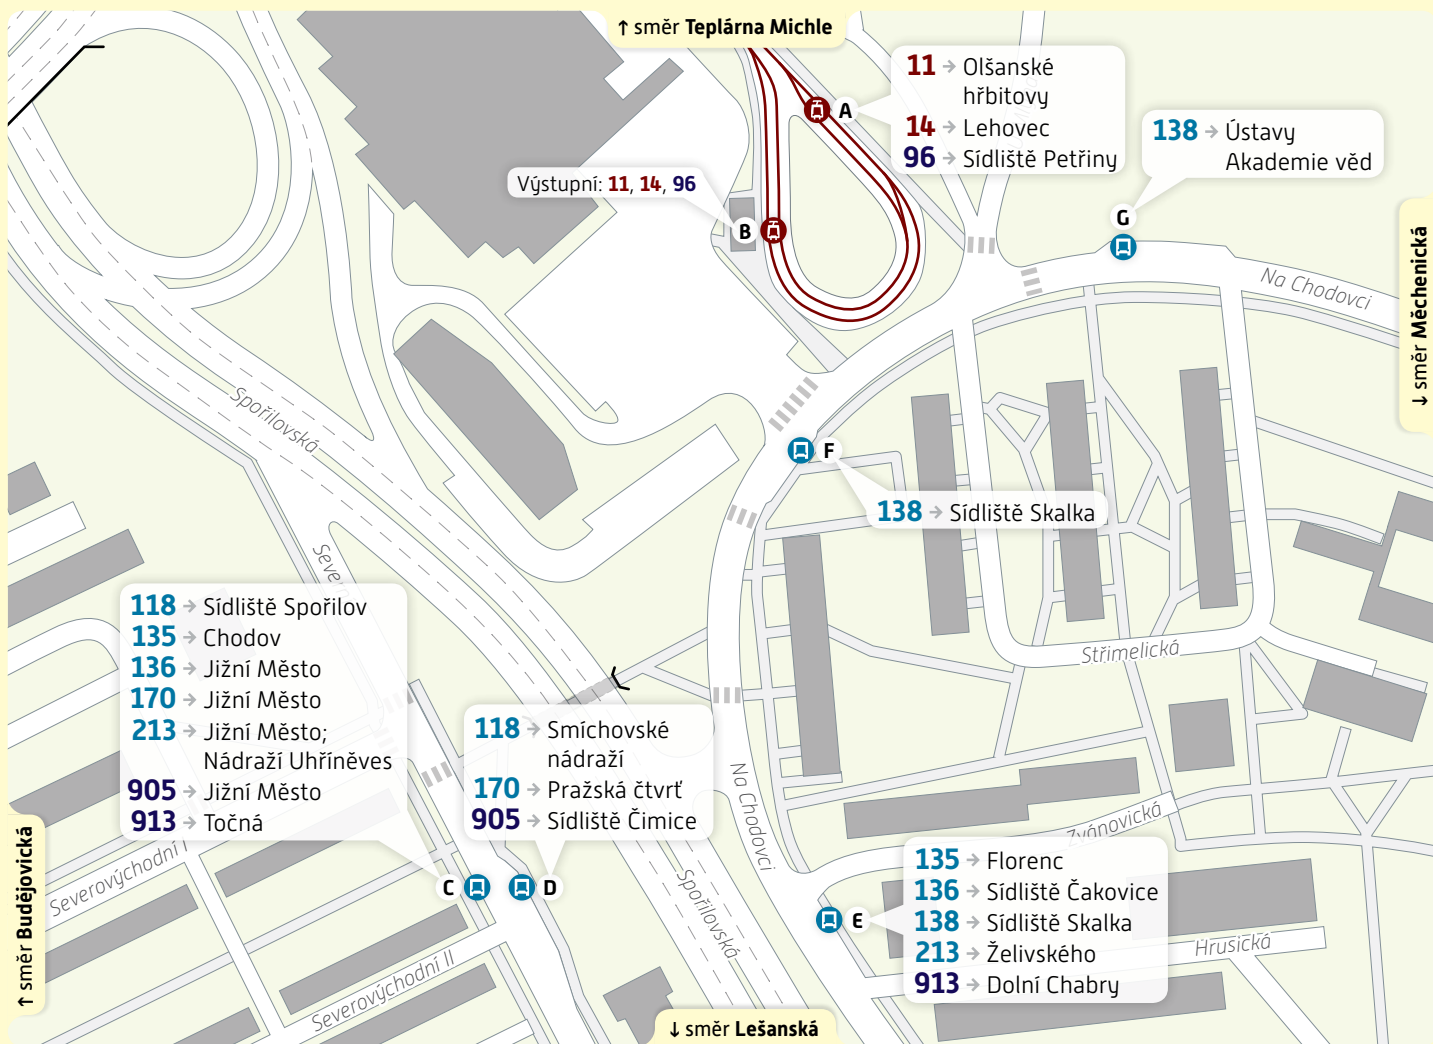 ↑ směr Teplárna Michle
11 → Olšanské
hřbitovy
14 → Lehovec
96 → Sídliště Petřiny
A
138 → Ústavy
Akademie věd
G
Výstupní: 11, 14, 96
B
Na Chodovci
↓ směr Měchenická
Spořilovská
F
138 → Sídliště Skalka
118 → Sídliště Spořilov
135 → Chodov
136 → Jižní Město
170 → Jižní Město
213 → Jižní Město;
Nádraží Uhříněves
905 → Jižní Město
913 → Točná
C
118 → Smíchovské
nádraží
170 → Pražská čtvrť
905 → Sídliště Čimice
D
Střimelická
Na Chodovci
Zvánovická
135 → Florenc
136 → Sídliště Čakovice
138 → Sídliště Skalka
213 → Želivského
913 → Dolní Chabry
E
Hrusická
Severovýchodní I
Severovýchodní II
Spořilovská
↑ směr Budějovická
↓ směr Lešanská